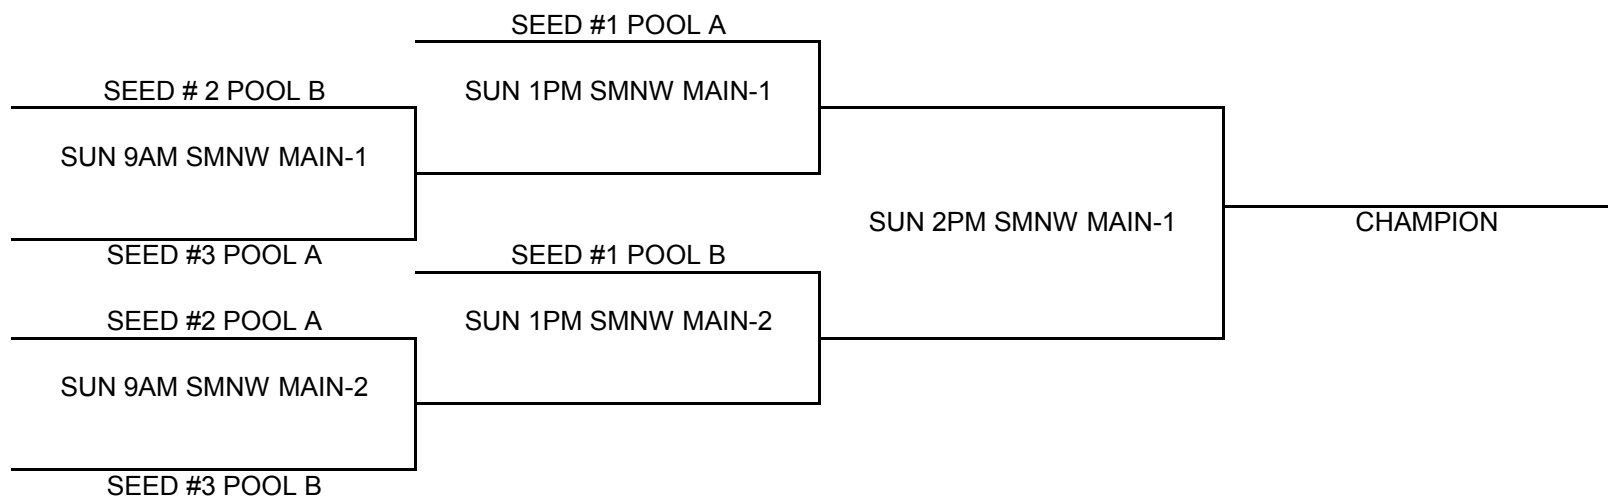 SEED #1 POOL A
SEED # 2 POOL B
SUN 1PM SMNW MAIN-1
SUN 9AM SMNW MAIN-1
SUN 2PM SMNW MAIN-1
CHAMPION
SEED #3 POOL A
SEED #1 POOL B
SEED #2 POOL A
SUN 1PM SMNW MAIN-2
SUN 9AM SMNW MAIN-2
SEED #3 POOL B